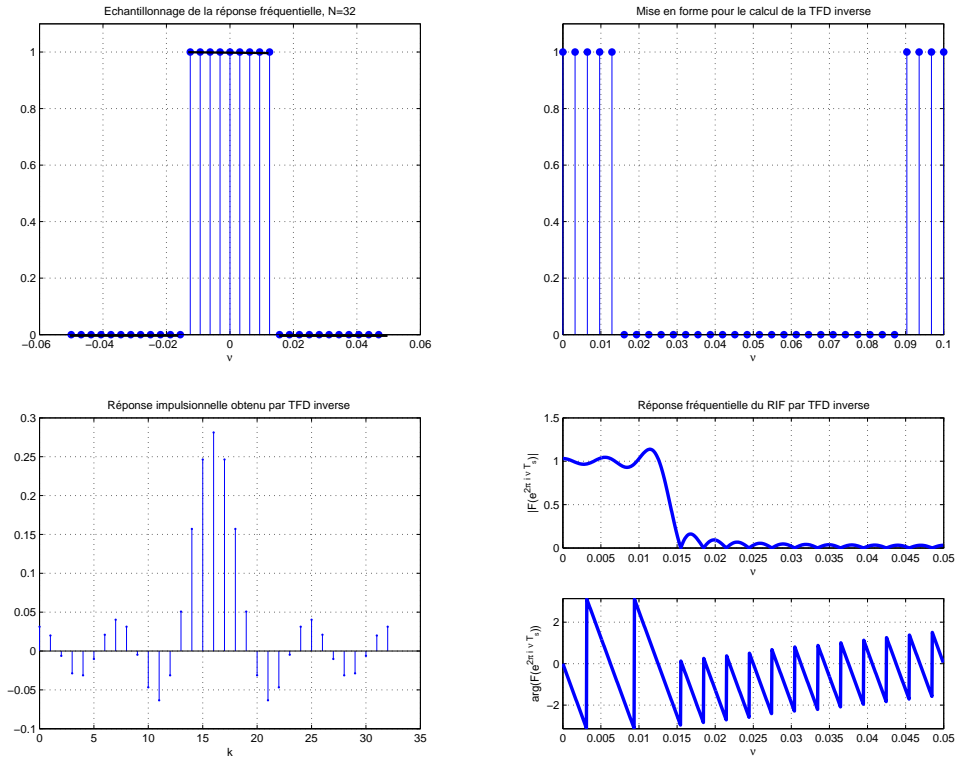 Echantillonnage de la réponse fréquentielle, N=32
1
0.8
0.6
0.4
0.2
0
−0.06 −0.04 −0.02 0 0.02 0.04 0.06
ν
Mise en forme pour le calcul de la TFD inverse
1
0.8
0.6
0.4
0.2
0
0 0.01 0.02 0.03 0.04 0.05 0.06 0.07 0.08 0.09 0.1
ν
Réponse impulsionnelle obtenu par TFD inverse
0.3
0.25
0.2
0.15
0.1
0.05
0
−0.05
−0.1
0 5 10 15 20 25 30 35
k
Réponse fréquentielle du RIF par TFD inverse
|F(e^{2π i ν T_s})|
1.5
1
0.5
0
0 0.005 0.01 0.015 0.02 0.025 0.03 0.035 0.04 0.045 0.05
ν
arg(F(e^{2π i ν T_s}))
2
0
−2
0 0.005 0.01 0.015 0.02 0.025 0.03 0.035 0.04 0.045 0.05
ν